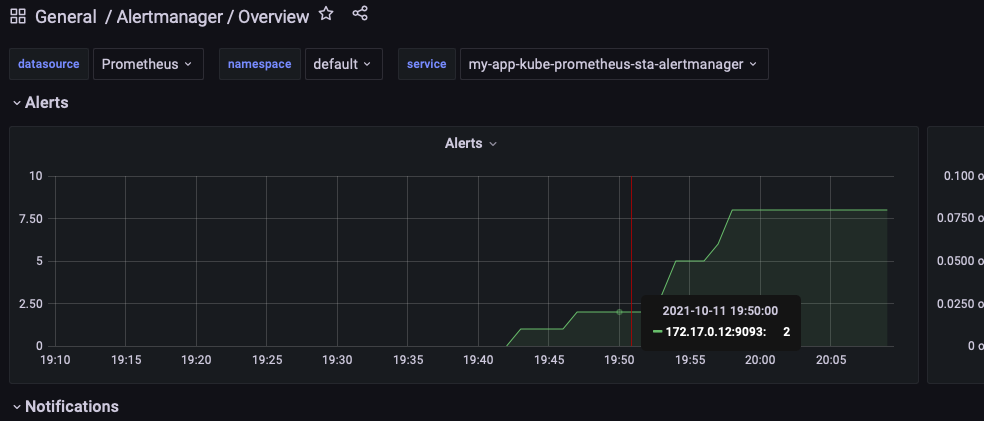 General / Alertmanager / Overview
datasource Prometheus namespace default service my-app-kube-prometheus-sta-alertmanager
Alerts
Alerts
10
7.50
5
2.50
0
19:10 19:15 19:20 19:25 19:30 19:35 19:40 19:45 19:50 19:55 20:00 20:05
2021-10-11 19:50:00
172.17.0.12:9093: 2
0.100 o
0.0750 o
0.0500 o
0.0250 o
0 o
Notifications